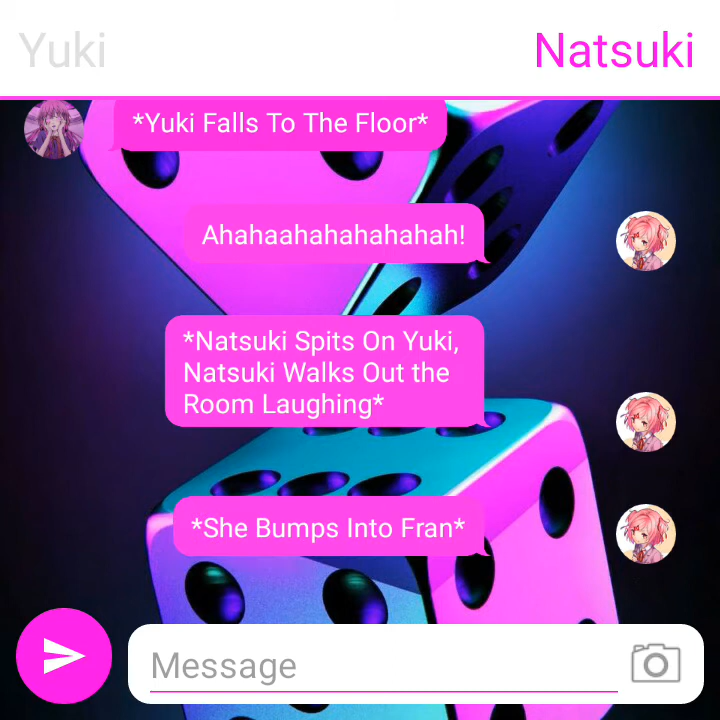 Yuki
Natsuki
*Yuki Falls To The Floor*
Ahahaahahahahahah!
*Natsuki Spits On Yuki,
Natsuki Walks Out the
Room Laughing*
*She Bumps Into Fran*
Message